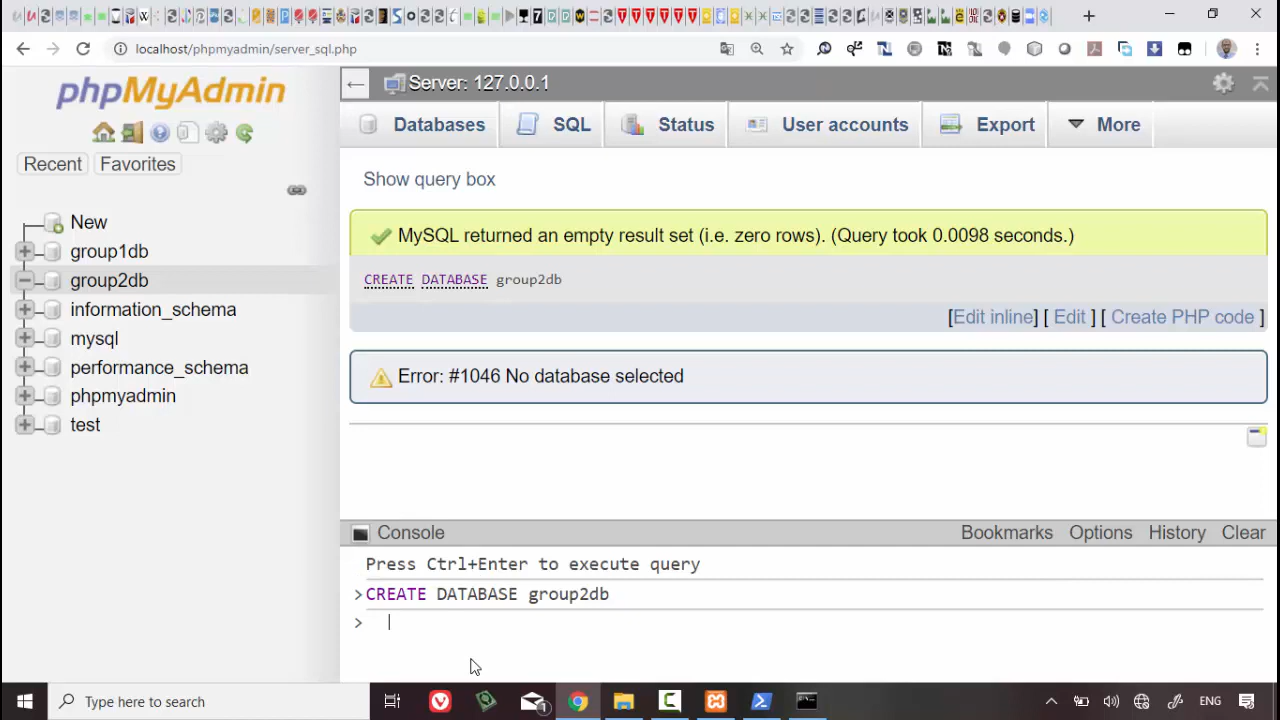 localhost/phpmyadmin/server_sql.php
phpMyAdmin
Recent
Favorites
New
group1db
group2db
information_schema
mysql
performance_schema
phpmyadmin
test
Server: 127.0.0.1
Databases
SQL
Status
User accounts
Export
More
Show query box
MySQL returned an empty result set (i.e. zero rows). (Query took 0.0098 seconds.)
CREATE DATABASE group2db
[Edit inline] [ Edit ] [ Create PHP code ]
Error: #1046 No database selected
Console
Bookmarks
Options
History
Clear
Press Ctrl+Enter to execute query
>CREATE DATABASE group2db
>
Type here to search
1
ENG